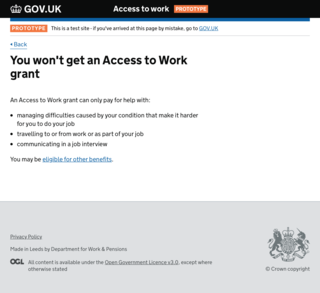 GOV.UK Access to work PROTOTYPE
PROTOTYPE This is a test site - if you've arrived at this page by mistake, go to GOV.UK
Back
You won't get an Access to Work
grant
An Access to Work grant can only pay for help with:
managing difficulties caused by your condition that make it harder
for you to do your job
travelling to or from work or as part of your job
communicating in a job interview
You may be eligible for other benefits.
Privacy Policy
Made in Leeds by Department for Work & Pensions
OGL All content is available under the Open Government Licence v3.0, except where
otherwise stated
© Crown copyright